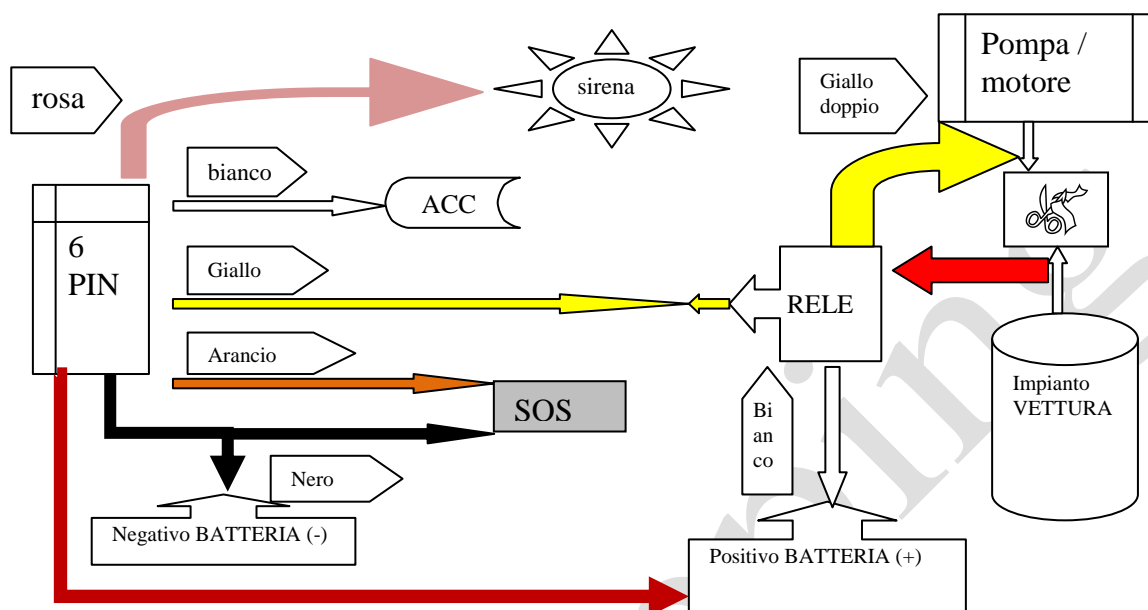 rosa
sirena
Giallo
doppio
Pompa /
motore
bianco
ACC
6
PIN
Giallo
RELE
Arancio
SOS
Bi
an
co
Impianto
VETTURA
Nero
Negativo BATTERIA (-)
Positivo BATTERIA (+)